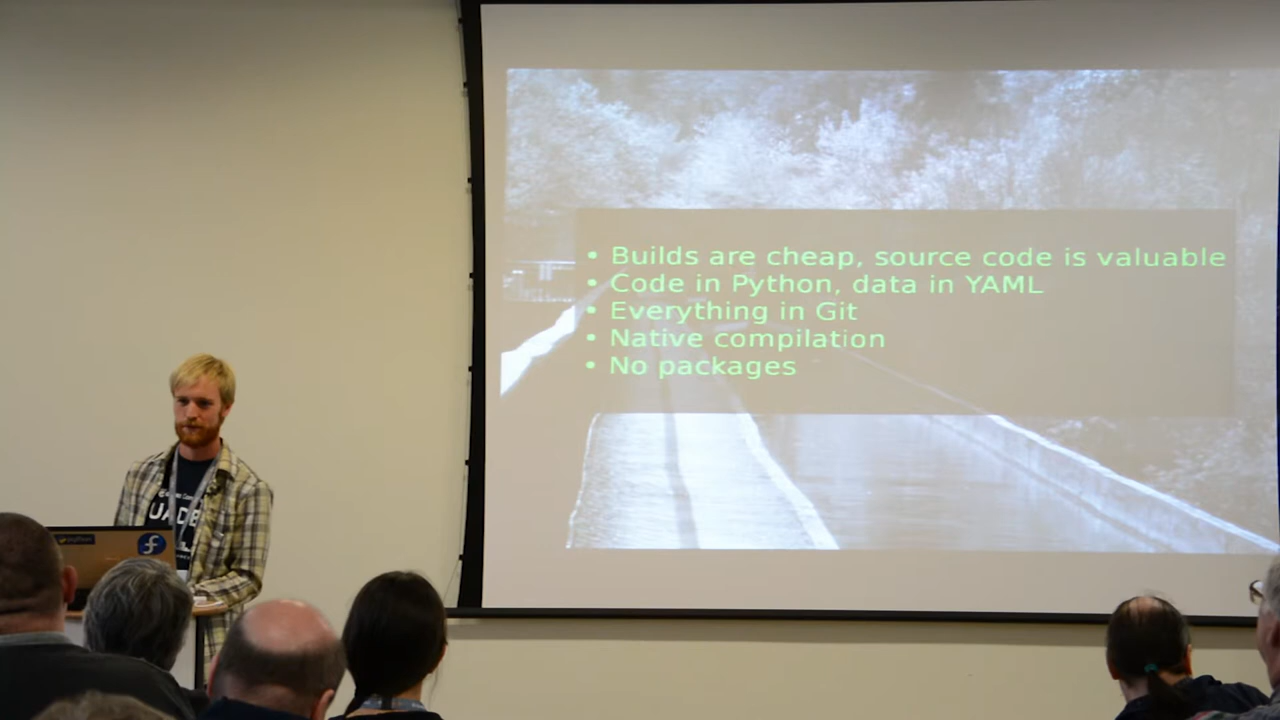 • Builds are cheap, source code is valuable
• Code in Python, data in YAML
• Everything in Git
• Native compilation
• No packages
python